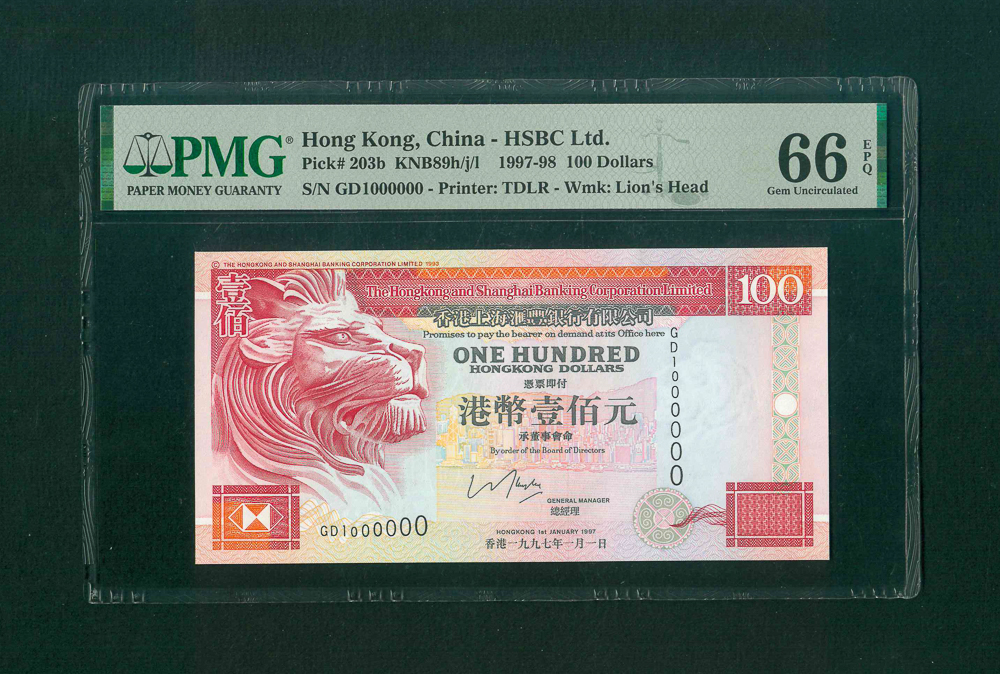 PMG®
PAPER MONEY GUARANTY
Hong Kong, China - HSBC Ltd.
Pick# 203b KNB89h/j/l 1997-98 100 Dollars
S/N GD1000000 - Printer: TDLR - Wmk: Lion's Head
66 EPQ
Gem Uncirculated
© THE HONGKONG AND SHANGHAI BANKING CORPORATION LIMITED 1993
壹佰
The Hongkong and Shanghai Banking Corporation Limited
100
香港上海滙豐銀行有限公司
Promises to pay the bearer on demand at its Office here
ONE HUNDRED
HONGKONG DOLLARS
憑票即付
港幣壹佰元
承董事會命
By order of the Board of Directors
GD1000000
GENERAL MANAGER
總經理
GD1000000
HONGKONG 1st JANUARY 1997
香港一九九七年一月一日